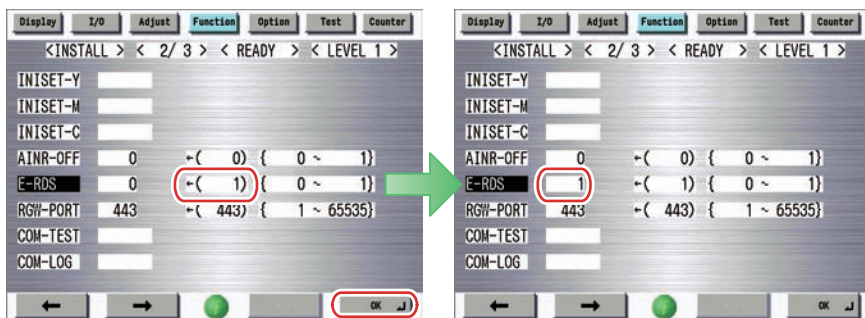 Display I/O Adjust Function Option Test Counter
<INSTALL > < 2/ 3 > < READY > < LEVEL 1 >
INISET-Y
INISET-M
INISET-C
AINR-OFF 0 ←( 0) { 0 ~ 1}
E-RDS 0 ←( 1) { 0 ~ 1}
RGW-PORT 443 ←( 443) { 1 ~ 65535}
COM-TEST
COM-LOG
← → OK
Display I/O Adjust Function Option Test Counter
<INSTALL > < 2/ 3 > < READY > < LEVEL 1 >
INISET-Y
INISET-M
INISET-C
AINR-OFF 0 ←( 0) { 0 ~ 1}
E-RDS 1 ←( 1) { 0 ~ 1}
RGW-PORT 443 ←( 443) { 1 ~ 65535}
COM-TEST
COM-LOG
← → OK